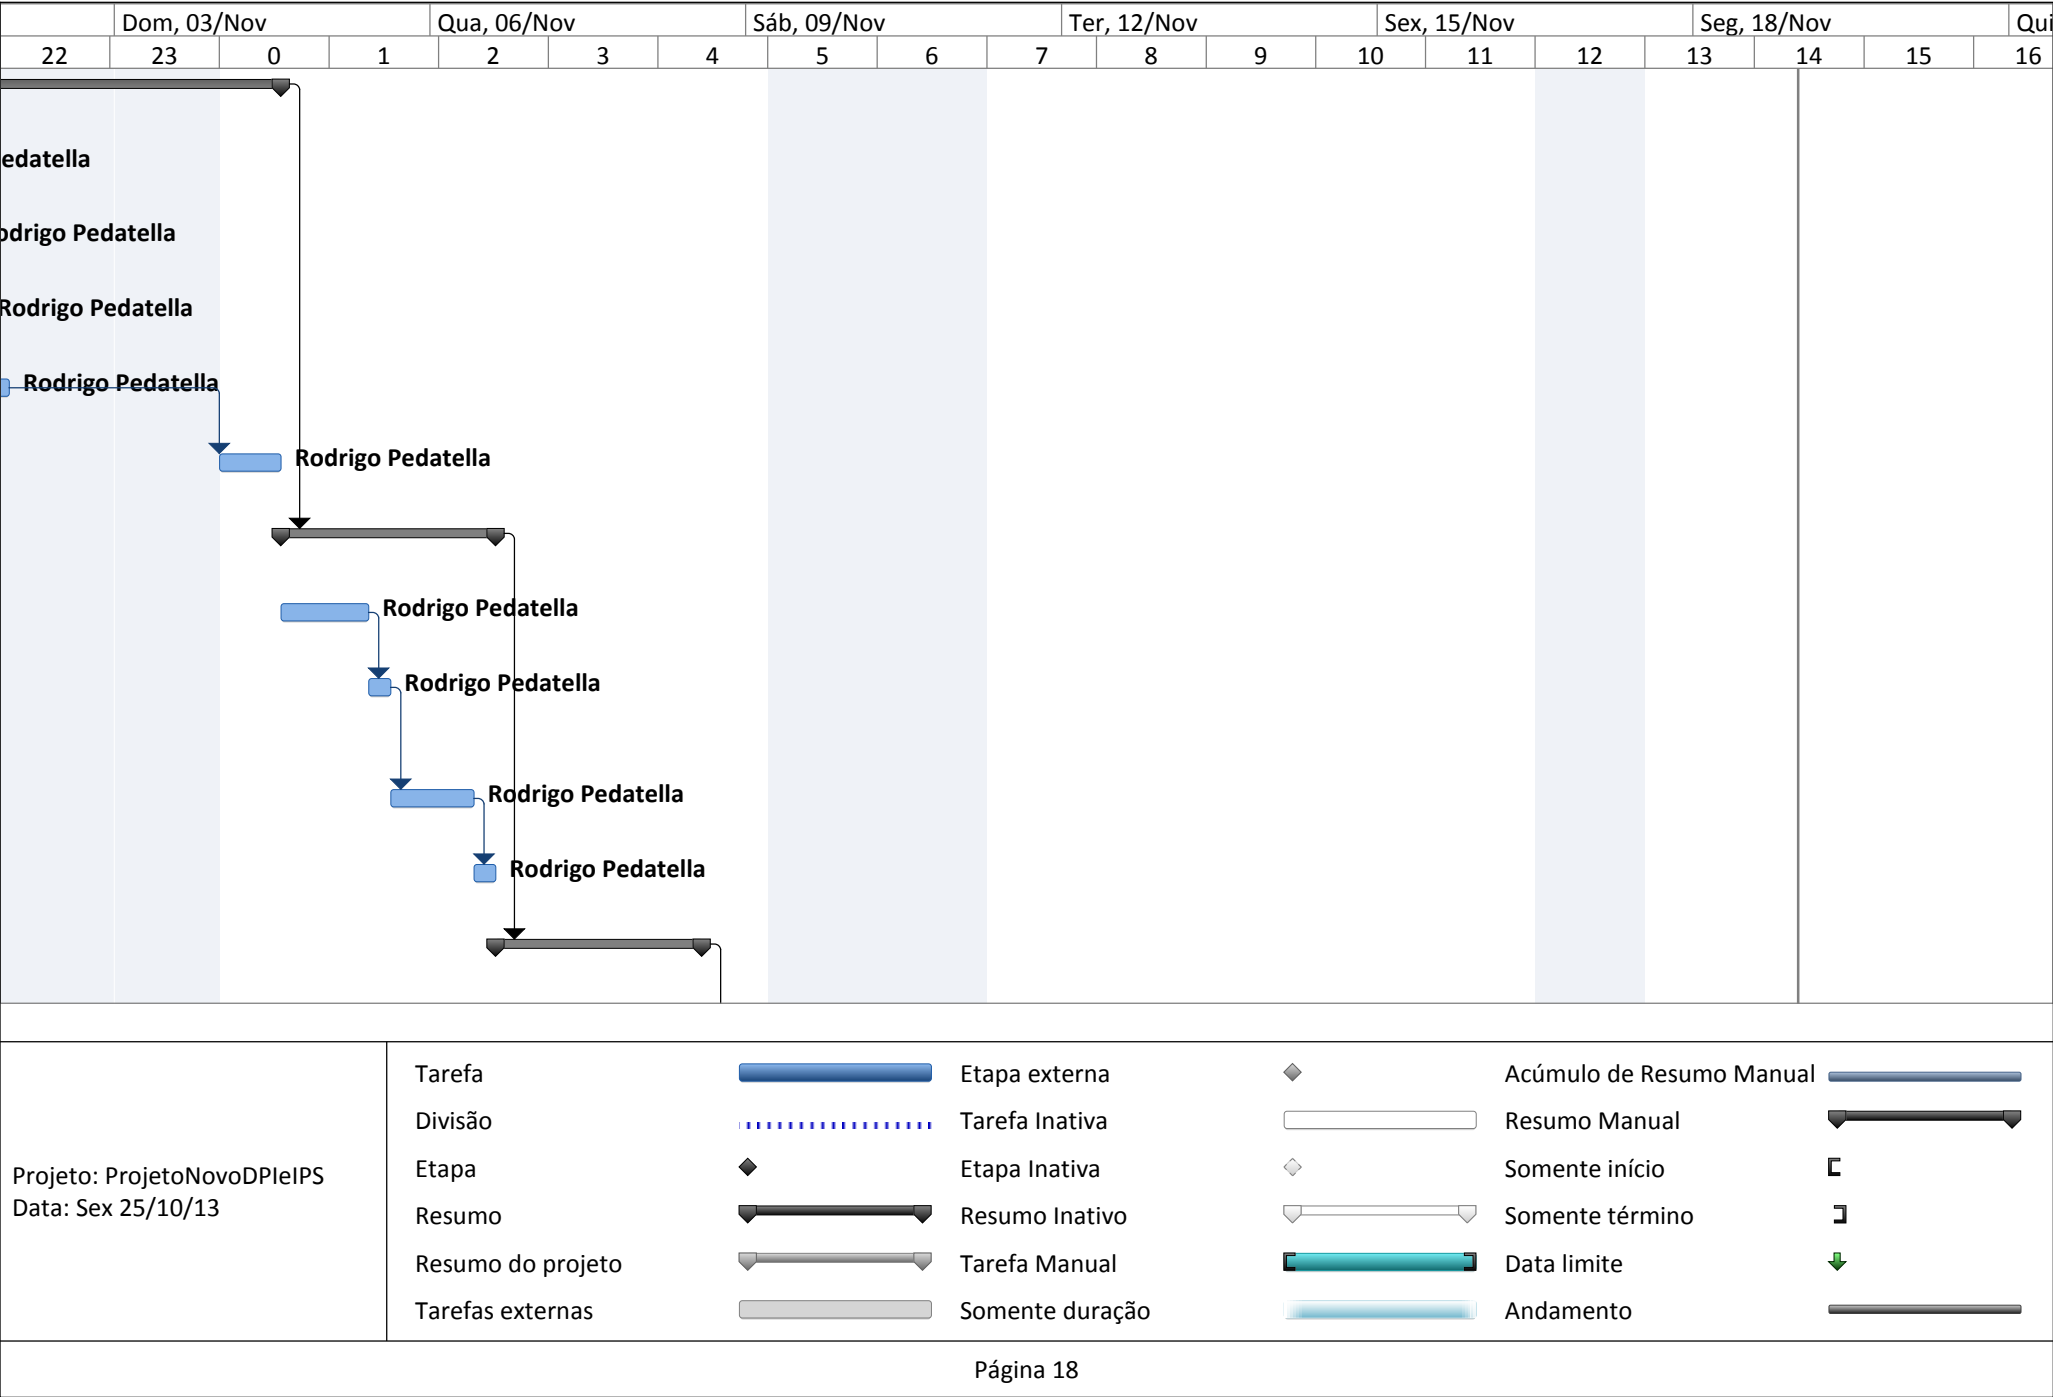 Dom, 03/Nov Qua, 06/Nov Sáb, 09/Nov Ter, 12/Nov Sex, 15/Nov Seg, 18/Nov Qui
22 23 0 1 2 3 4 5 6 7 8 9 10 11 12 13 14 15 16
edatella
odrigo Pedatella
Rodrigo Pedatella
Rodrigo Pedatella
Rodrigo Pedatella
Rodrigo Pedatella
Rodrigo Pedatella
Rodrigo Pedatella
Rodrigo Pedatella
Projeto: ProjetoNovoDPIeIPS
Data: Sex 25/10/13
Tarefa
Divisão
Etapa
Resumo
Resumo do projeto
Tarefas externas
Etapa externa
Tarefa Inativa
Etapa Inativa
Resumo Inativo
Tarefa Manual
Somente duração
Acúmulo de Resumo Manual
Resumo Manual
Somente início
Somente término
Data limite
Andamento
Página 18